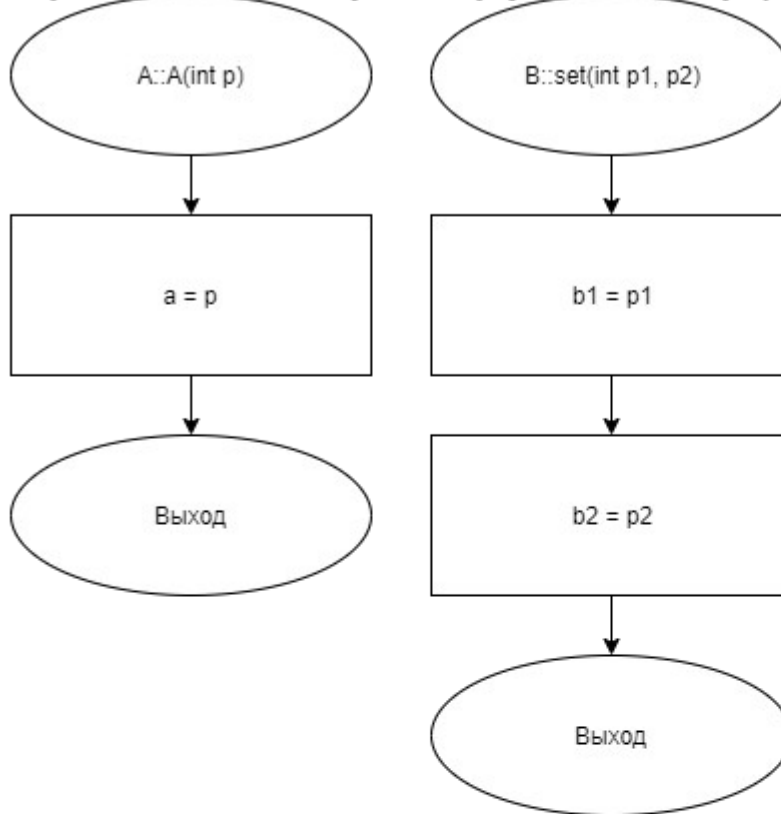 A::A(int p)
a = p
Выход
B::set(int p1, p2)
b1 = p1
b2 = p2
Выход